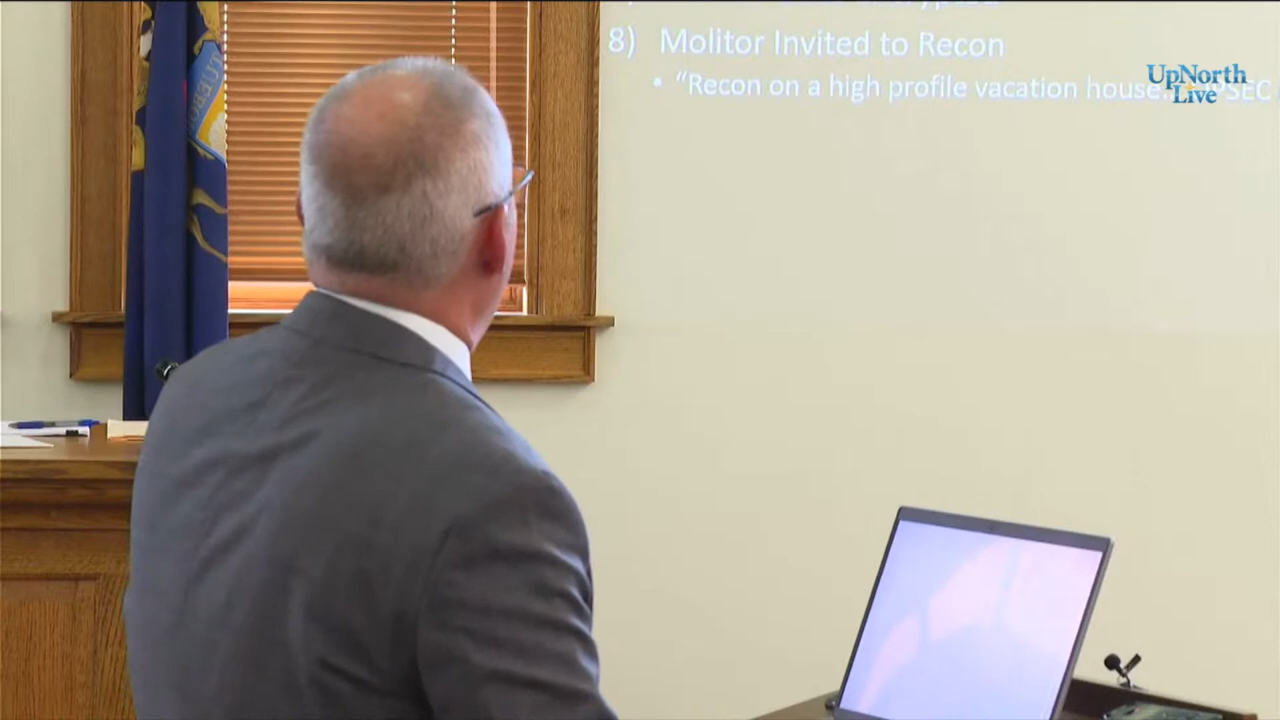 8) Molitor Invited to Recon
• “Recon on a high profile vacation house.
UpNorth
Live